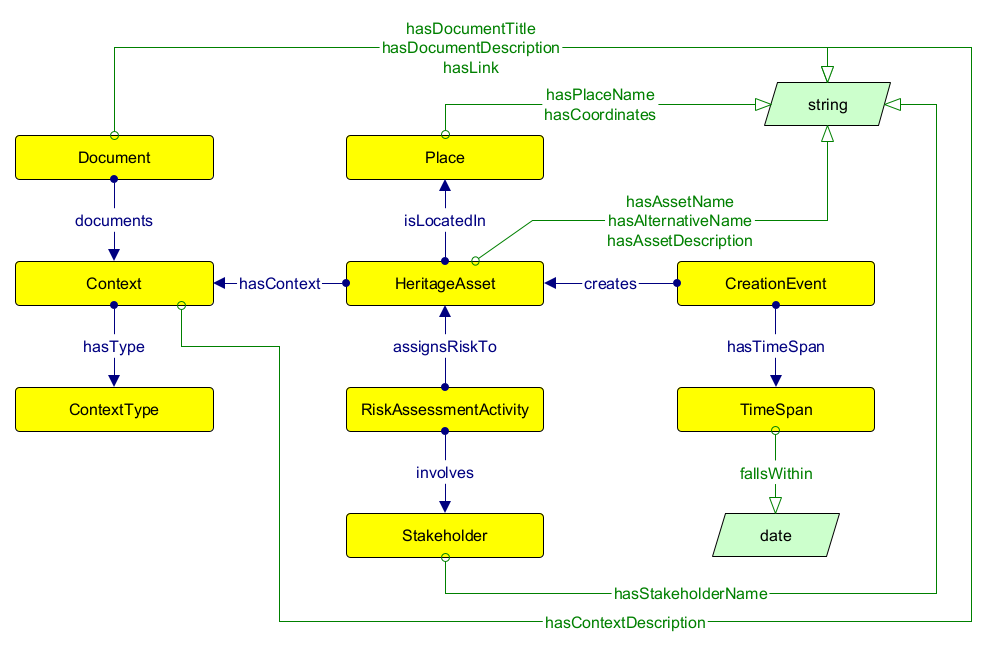 hasDocumentTitle
hasDocumentDescription
hasLink
hasPlaceName
hasCoordinates
string
Document
Place
documents
isLocatedIn
hasAssetName
hasAlternativeName
hasAssetDescription
Context
hasContext
HeritageAsset
creates
CreationEvent
hasType
assignsRiskTo
hasTimeSpan
ContextType
RiskAssessmentActivity
TimeSpan
involves
fallsWithin
Stakeholder
date
hasStakeholderName
hasContextDescription